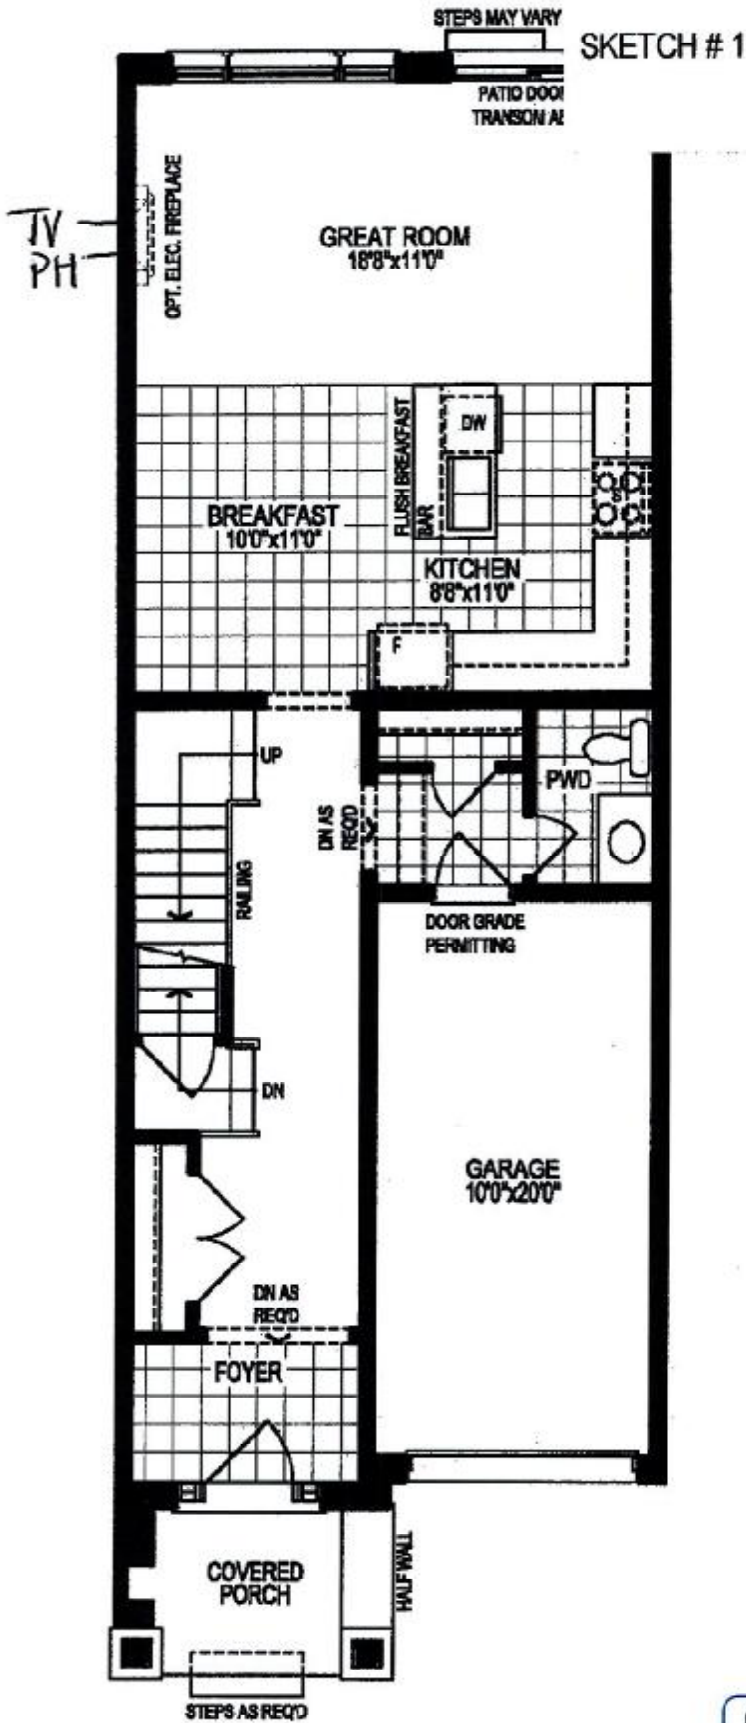 STEPS MAY VARY
SKETCH # 1
PATIO DOO
TRANSOM A
TV
PH
OPT. ELEC. FIREPLACE
GREAT ROOM
18'8"x11'0"
FLUSH BREAKFAST
BAR
DW
S
BREAKFAST
10'0"x11'0"
KITCHEN
8'8"x11'0"
F
UP
DN AS
REQ'D
PWD
RAILING
DOOR GRADE
PERMITTING
DN
GARAGE
10'0"x20'0"
DN AS
REQ'D
FOYER
COVERED
PORCH
HALF WALL
STEPS AS REQ'D